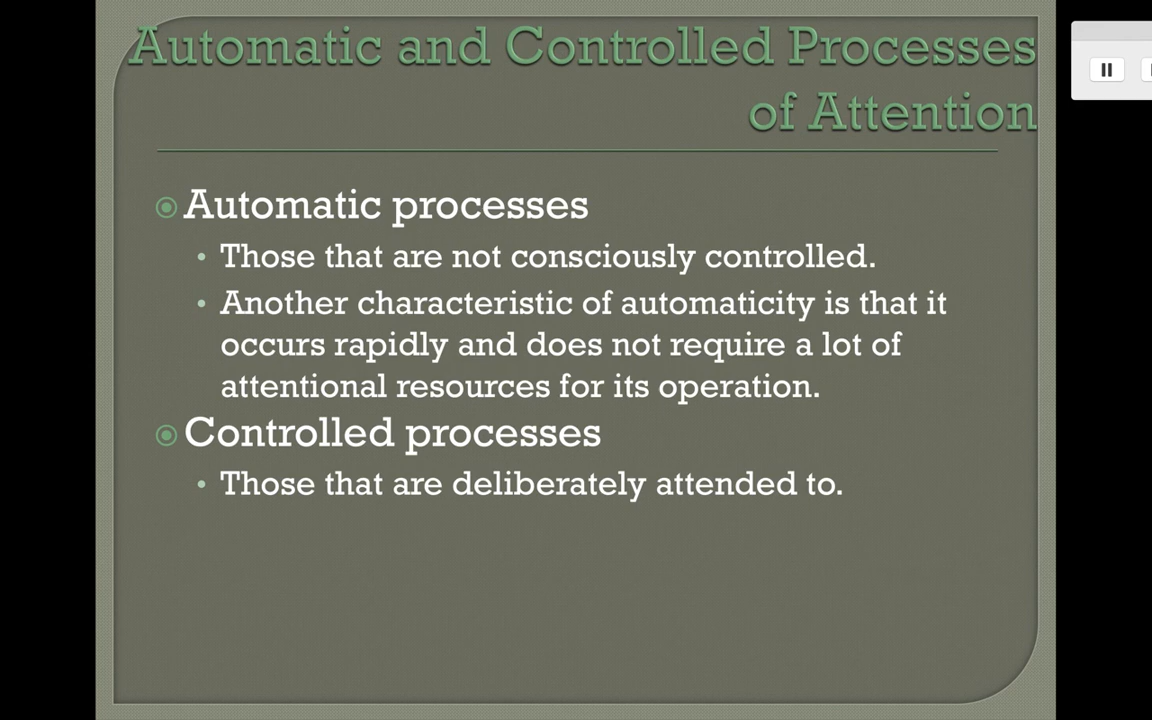 Automatic and Controlled Processes
of Attention
Automatic processes
• Those that are not consciously controlled.
• Another characteristic of automaticity is that it
occurs rapidly and does not require a lot of
attentional resources for its operation.
Controlled processes
• Those that are deliberately attended to.